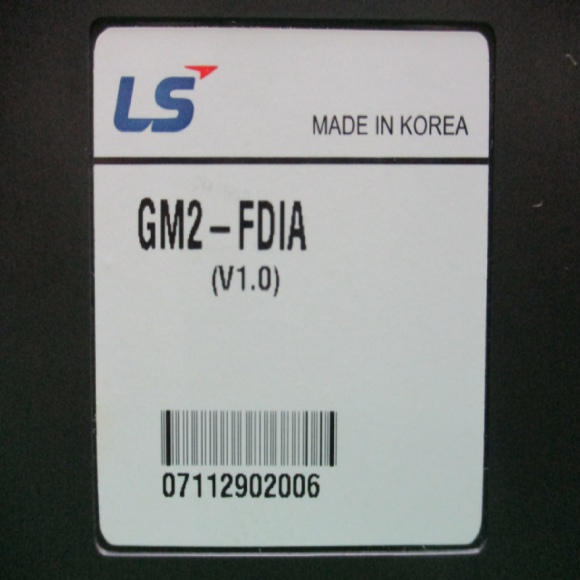 LS
MADE IN KOREA
GM2-FDIA
(V1.0)
07112902006